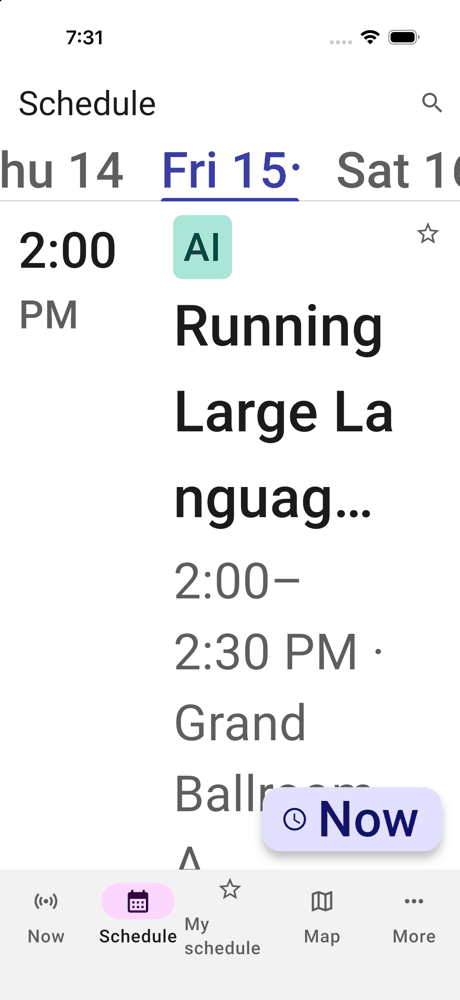 7:31
Schedule
hu 14
Fri 15·
Sat 16
2:00
PM
AI
Running
Large La
nguag…
2:00–
2:30 PM ·
Grand
Ballroom
A
Now
Now
Schedule
My
schedule
Map
More